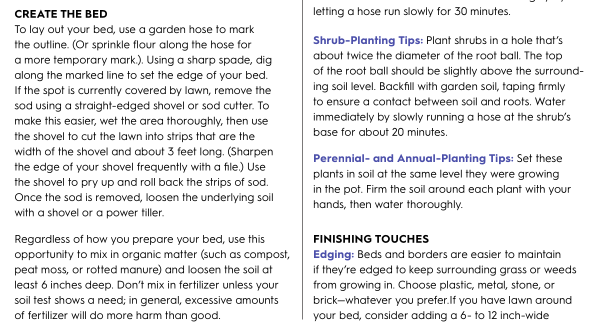 CREATE THE BED
To lay out your bed, use a garden hose to mark
the outline. (Or sprinkle flour along the hose for
a more temporary mark.). Using a sharp spade, dig
along the marked line to set the edge of your bed.
If the spot is currently covered by lawn, remove the
sod using a straight-edged shovel or sod cutter. To
make this easier, wet the area thoroughly, then use
the shovel to cut the lawn into strips that are the
width of the shovel and about 3 feet long. (Sharpen
the edge of your shovel frequently with a file.) Use
the shovel to pry up and roll back the strips of sod.
Once the sod is removed, loosen the underlying soil
with a shovel or a power tiller.
Regardless of how you prepare your bed, use this
opportunity to mix in organic matter (such as compost,
peat moss, or rotted manure) and loosen the soil at
least 6 inches deep. Don't mix in fertilizer unless your
soil test shows a need; in general, excessive amounts
of fertilizer will do more harm than good.
letting a hose run slowly for 30 minutes.
Shrub-Planting Tips: Plant shrubs in a hole that's
about twice the diameter of the root ball. The top
of the root ball should be slightly above the surround-
ing soil level. Backfill with garden soil, taping firmly
to ensure a contact between soil and roots. Water
immediately by slowly running a hose at the shrub's
base for about 20 minutes.
Perennial- and Annual-Planting Tips: Set these
plants in soil at the same level they were growing
in the pot. Firm the soil around each plant with your
hands, then water thoroughly.
FINISHING TOUCHES
Edging: Beds and borders are easier to maintain
if they're edged to keep surrounding grass or weeds
from growing in. Choose plastic, metal, stone, or
brick—whatever you prefer.If you have lawn around
your bed, consider adding a 6- to 12 inch-wide